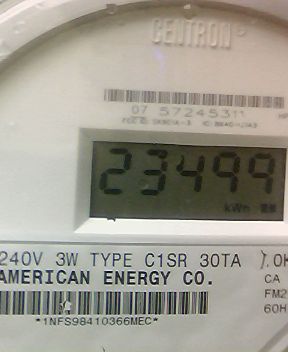 CENTRON
07 57245311
23499
kWh
240V 3W TYPE C1SR 30TA
AMERICAN ENERGY CO.
CA
FM2
60H
*1NFS98410366MEC*